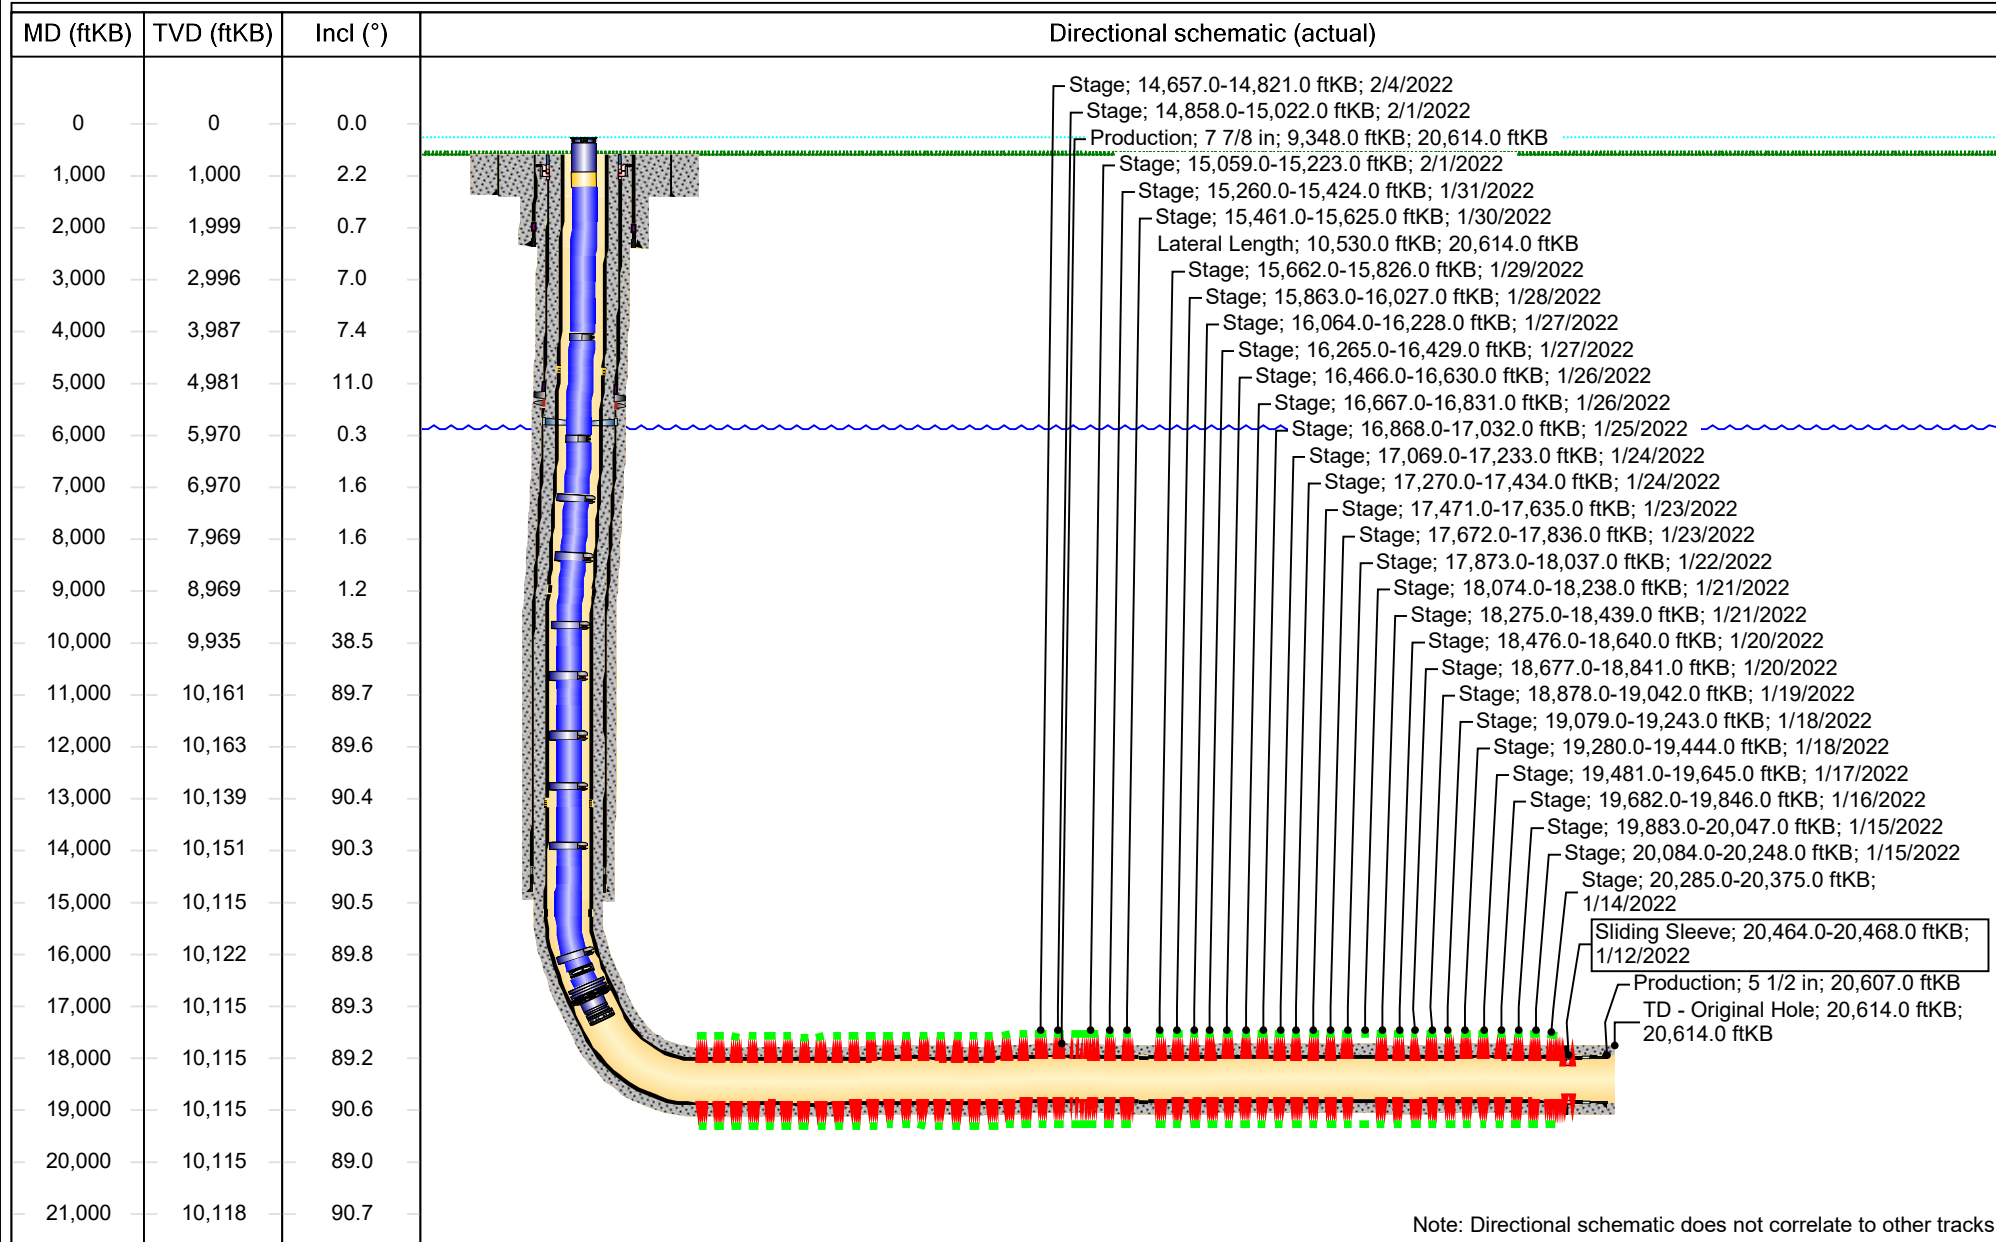 MD (ftKB) TVD (ftKB) Incl (°) Directional schematic (actual)
0 0 0.0
1,000 1,000 2.2
2,000 1,999 0.7
3,000 2,996 7.0
4,000 3,987 7.4
5,000 4,981 11.0
6,000 5,970 0.3
7,000 6,970 1.6
8,000 7,969 1.6
9,000 8,969 1.2
10,000 9,935 38.5
11,000 10,161 89.7
12,000 10,163 89.6
13,000 10,139 90.4
14,000 10,151 90.3
15,000 10,115 90.5
16,000 10,122 89.8
17,000 10,115 89.3
18,000 10,115 89.2
19,000 10,115 90.6
20,000 10,115 89.0
21,000 10,118 90.7
Stage; 14,657.0-14,821.0 ftKB; 2/4/2022
Stage; 14,858.0-15,022.0 ftKB; 2/1/2022
Production; 7 7/8 in; 9,348.0 ftKB; 20,614.0 ftKB
Stage; 15,059.0-15,223.0 ftKB; 2/1/2022
Stage; 15,260.0-15,424.0 ftKB; 1/31/2022
Stage; 15,461.0-15,625.0 ftKB; 1/30/2022
Lateral Length; 10,530.0 ftKB; 20,614.0 ftKB
Stage; 15,662.0-15,826.0 ftKB; 1/29/2022
Stage; 15,863.0-16,027.0 ftKB; 1/28/2022
Stage; 16,064.0-16,228.0 ftKB; 1/27/2022
Stage; 16,265.0-16,429.0 ftKB; 1/27/2022
Stage; 16,466.0-16,630.0 ftKB; 1/26/2022
Stage; 16,667.0-16,831.0 ftKB; 1/26/2022
Stage; 16,868.0-17,032.0 ftKB; 1/25/2022
Stage; 17,069.0-17,233.0 ftKB; 1/24/2022
Stage; 17,270.0-17,434.0 ftKB; 1/24/2022
Stage; 17,471.0-17,635.0 ftKB; 1/23/2022
Stage; 17,672.0-17,836.0 ftKB; 1/23/2022
Stage; 17,873.0-18,037.0 ftKB; 1/22/2022
Stage; 18,074.0-18,238.0 ftKB; 1/21/2022
Stage; 18,275.0-18,439.0 ftKB; 1/21/2022
Stage; 18,476.0-18,640.0 ftKB; 1/20/2022
Stage; 18,677.0-18,841.0 ftKB; 1/20/2022
Stage; 18,878.0-19,042.0 ftKB; 1/19/2022
Stage; 19,079.0-19,243.0 ftKB; 1/18/2022
Stage; 19,280.0-19,444.0 ftKB; 1/18/2022
Stage; 19,481.0-19,645.0 ftKB; 1/17/2022
Stage; 19,682.0-19,846.0 ftKB; 1/16/2022
Stage; 19,883.0-20,047.0 ftKB; 1/15/2022
Stage; 20,084.0-20,248.0 ftKB; 1/15/2022
Stage; 20,285.0-20,375.0 ftKB;
1/14/2022
Sliding Sleeve; 20,464.0-20,468.0 ftKB;
1/12/2022
Production; 5 1/2 in; 20,607.0 ftKB
TD - Original Hole; 20,614.0 ftKB;
20,614.0 ftKB
Note: Directional schematic does not correlate to other tracks